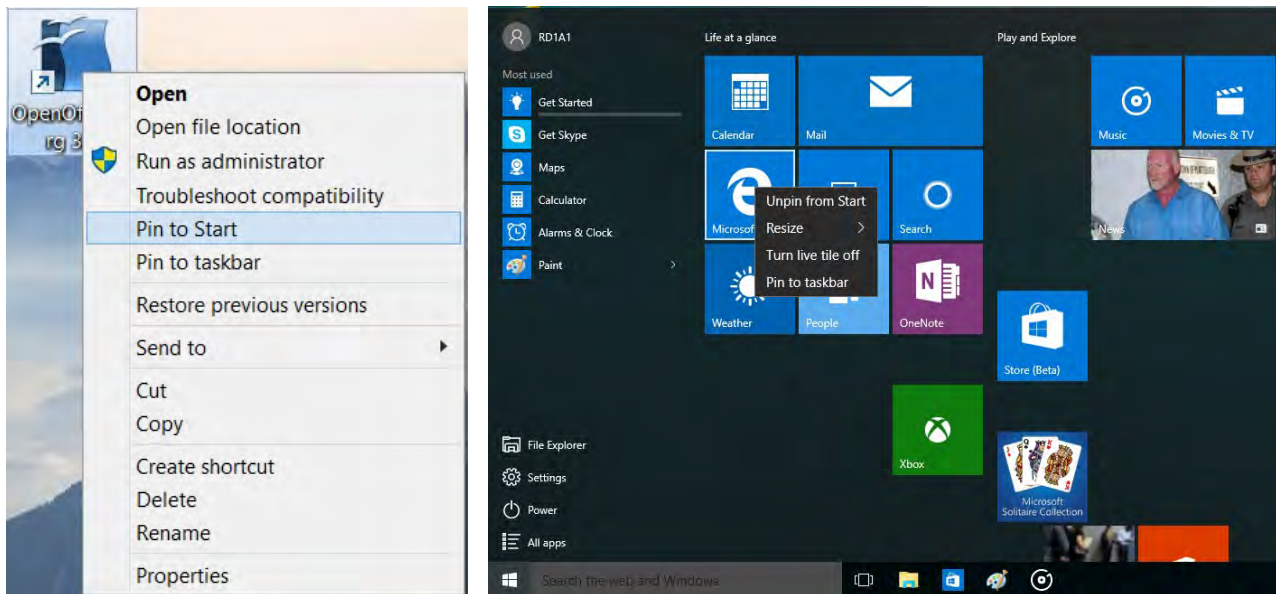 OpenOf
rg 3
Open
Open file location
Run as administrator
Troubleshoot compatibility
Pin to Start
Pin to taskbar
Restore previous versions
Send to
Cut
Copy
Create shortcut
Delete
Rename
Properties
RD1A1
Most used
Get Started
Get Skype
Maps
Calculator
Alarms & Clock
Paint
File Explorer
Settings
Power
All apps
Search the web and Windows
Life at a glance
Calendar
Mail
Microsof
Search
Unpin from Start
Resize
Turn live tile off
Pin to taskbar
Weather
People
OneNote
Xbox
Play and Explore
Music
Movies & TV
News
Store (Beta)
Microsoft
Solitaire Collection